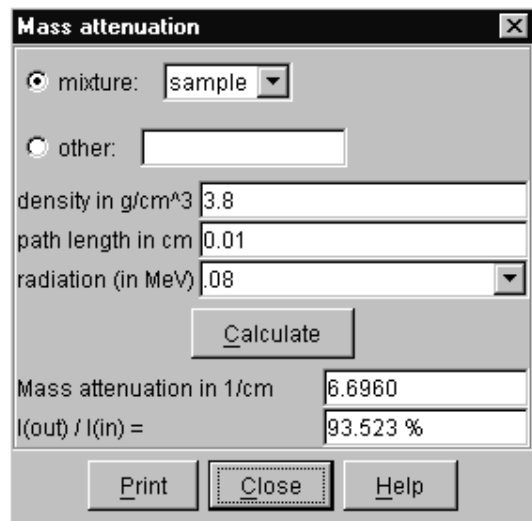 Mass attenuation
mixture: sample
other:
density in g/cm^3 3.8
path length in cm 0.01
radiation (in MeV) .08
Calculate
Mass attenuation in 1/cm 6.6960
I(out) / I(in) = 93.523 %
Print Close Help